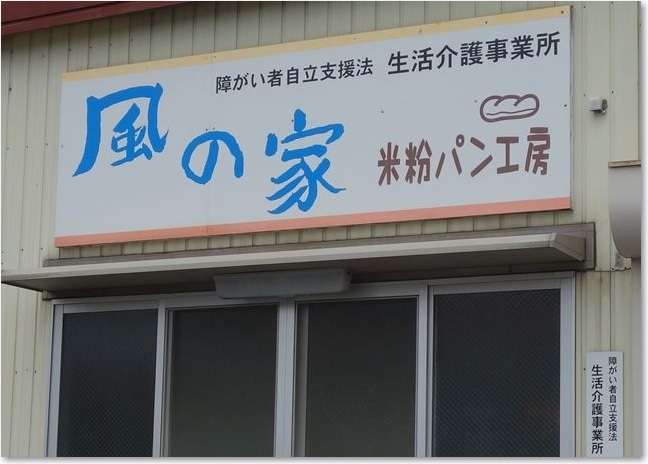 障がい者自立支援法 生活介護事業所
風の家
米粉パン工房
障がい者自立支援法
生活介護事業所